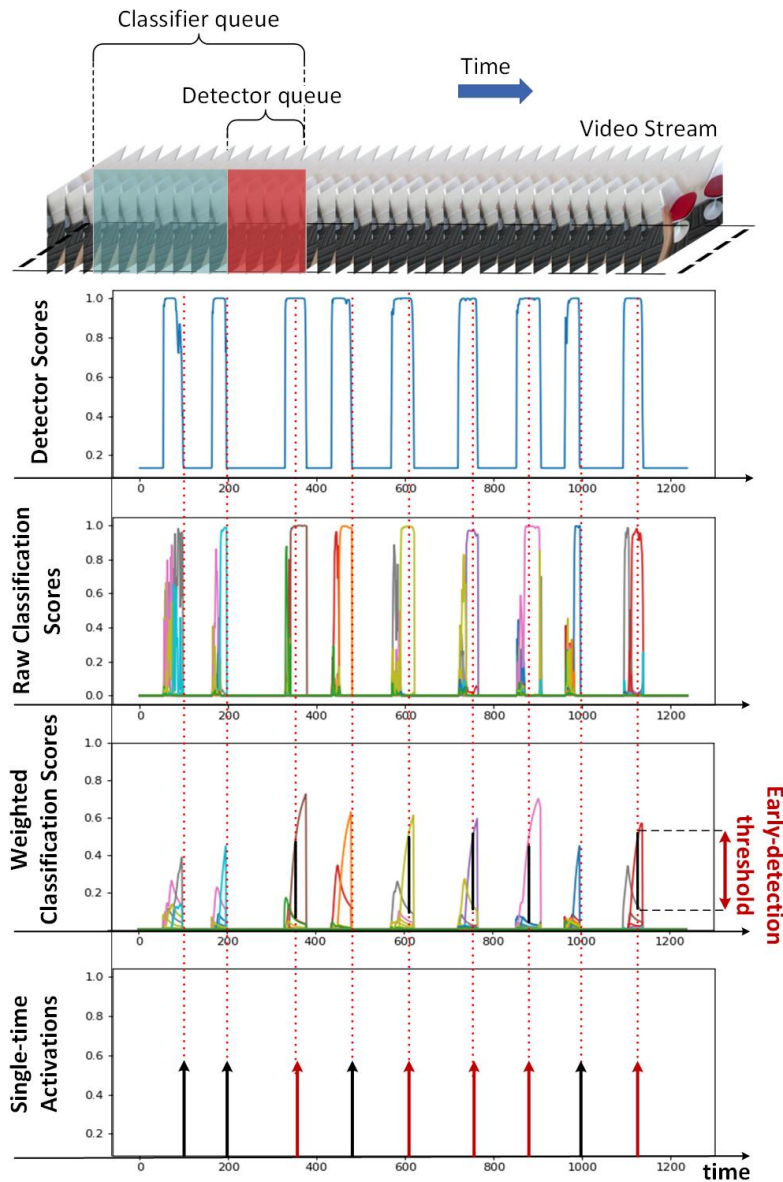 Classifier queue
Time
Detector queue
Video Stream
Detector Scores
1.0
0.8
0.6
0.4
0.2
0 200 400 600 800 1000 1200
Raw Classification
Scores
1.0
0.8
0.6
0.4
0.2
0.0
0 200 400 600 800 1000 1200
Weighted
Classification Scores
1.0
0.8
0.6
0.4
0.2
0 200 400 600 800 1000 1200
Early-detection
threshold
Single-time
Activations
1.0
0.8
0.6
0.4
0.2
0 200 400 600 800 1000 1200
time